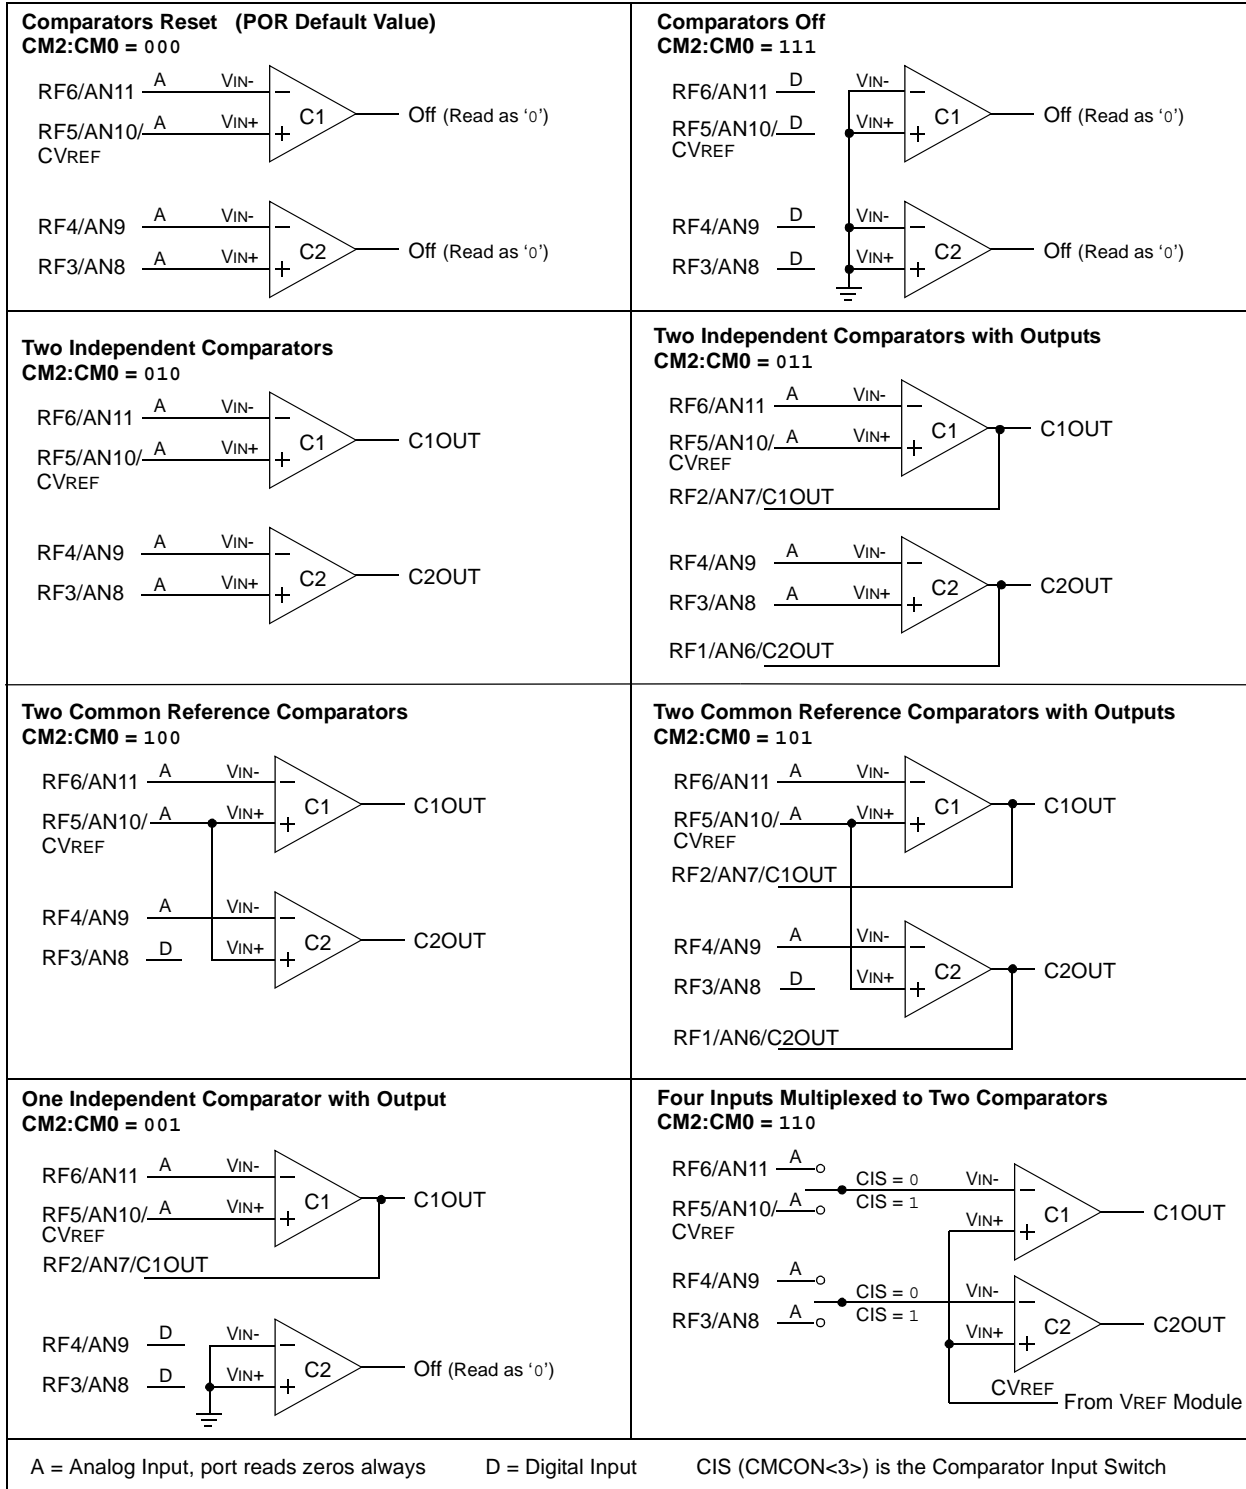 Comparators Reset (POR Default Value)
CM2:CM0 = 000
RF6/AN11 A VIN-
RF5/AN10/ A VIN+
CVREF
C1
Off (Read as ‘0’)
RF4/AN9 A VIN-
RF3/AN8 A VIN+
C2
Off (Read as ‘0’)
Comparators Off
CM2:CM0 = 111
RF6/AN11 D VIN-
RF5/AN10/ D VIN+
CVREF
C1
Off (Read as ‘0’)
RF4/AN9 D VIN-
RF3/AN8 D VIN+
C2
Off (Read as ‘0’)
Two Independent Comparators
CM2:CM0 = 010
RF6/AN11 A VIN-
RF5/AN10/ A VIN+
CVREF
C1
C1OUT
RF4/AN9 A VIN-
RF3/AN8 A VIN+
C2
C2OUT
Two Independent Comparators with Outputs
CM2:CM0 = 011
RF6/AN11 A VIN-
RF5/AN10/ A VIN+
CVREF
C1
C1OUT
RF2/AN7/C1OUT
RF4/AN9 A VIN-
RF3/AN8 A VIN+
C2
C2OUT
RF1/AN6/C2OUT
Two Common Reference Comparators
CM2:CM0 = 100
RF6/AN11 A VIN-
RF5/AN10/ A VIN+
CVREF
C1
C1OUT
RF4/AN9 A VIN-
RF3/AN8 D VIN+
C2
C2OUT
Two Common Reference Comparators with Outputs
CM2:CM0 = 101
RF6/AN11 A VIN-
RF5/AN10/ A VIN+
CVREF
C1
C1OUT
RF2/AN7/C1OUT
RF4/AN9 A VIN-
RF3/AN8 D VIN+
C2
C2OUT
RF1/AN6/C2OUT
One Independent Comparator with Output
CM2:CM0 = 001
RF6/AN11 A VIN-
RF5/AN10/ A VIN+
CVREF
C1
C1OUT
RF2/AN7/C1OUT
RF4/AN9 D VIN-
RF3/AN8 D VIN+
C2
Off (Read as ‘0’)
Four Inputs Multiplexed to Two Comparators
CM2:CM0 = 110
RF6/AN11 A
CIS = 0 VIN-
RF5/AN10/ A CIS = 1
CVREF
VIN+
C1
C1OUT
RF4/AN9 A
CIS = 0 VIN-
RF3/AN8 A CIS = 1
VIN+
C2
C2OUT
CVREF
From VREF Module
A = Analog Input, port reads zeros always D = Digital Input CIS (CMCON<3>) is the Comparator Input Switch